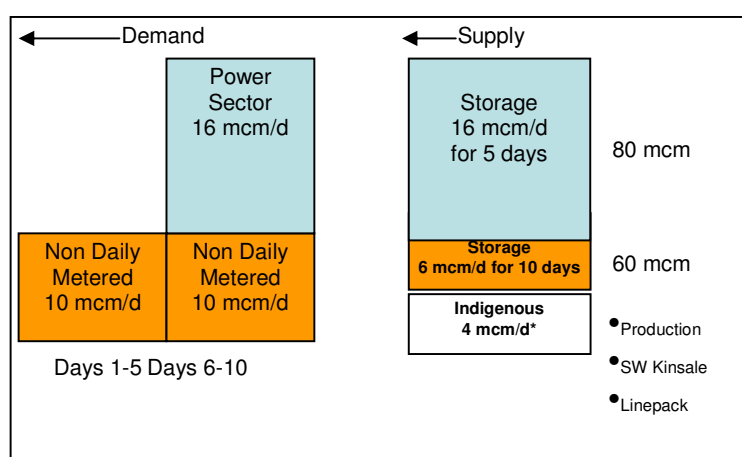 Demand
Supply
Power
Sector
16 mcm/d
Non Daily
Metered
10 mcm/d
Non Daily
Metered
10 mcm/d
Days 1-5 Days 6-10
Storage
16 mcm/d
for 5 days
80 mcm
Storage
6 mcm/d for 10 days
60 mcm
Indigenous
4 mcm/d*
•Production
•SW Kinsale
•Linepack